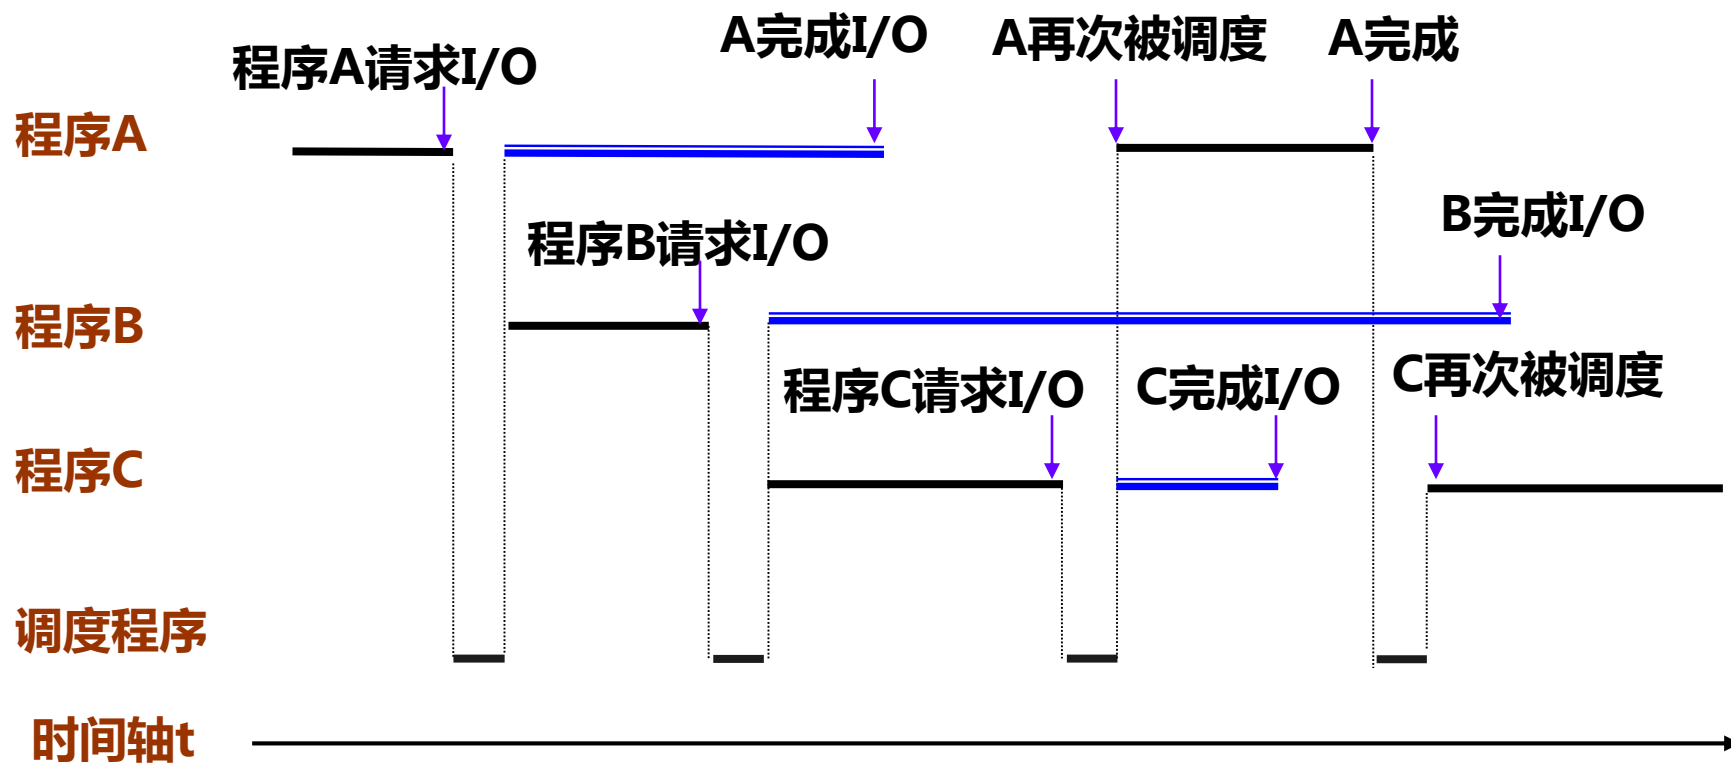 A完成I/O
A再次被调度
A完成
程序A请求I/O
程序A
B完成I/O
程序B请求I/O
程序B
C再次被调度
程序C请求I/O
C完成I/O
程序C
调度程序
时间轴t